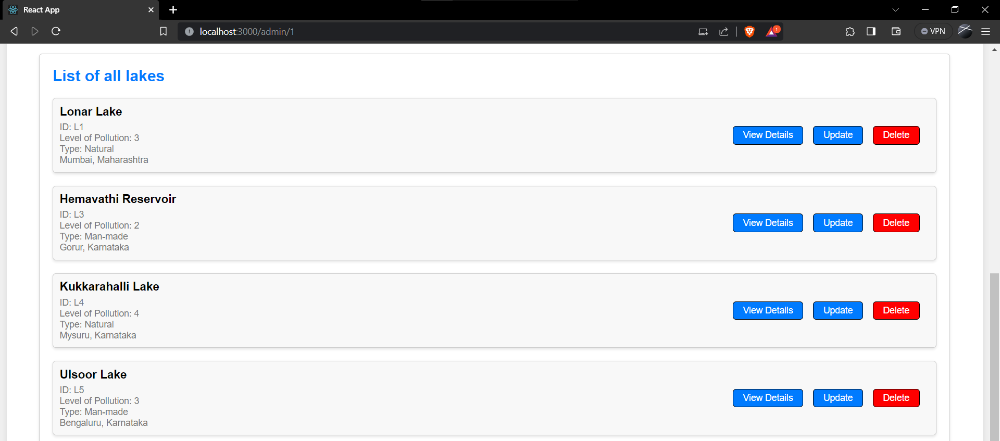 React App
localhost:3000/admin/1
1
VPN
List of all lakes
Lonar Lake
ID: L1
Level of Pollution: 3
Type: Natural
Mumbai, Maharashtra
View Details
Update
Delete
Hemavathi Reservoir
ID: L3
Level of Pollution: 2
Type: Man-made
Gorur, Karnataka
View Details
Update
Delete
Kukkarahalli Lake
ID: L4
Level of Pollution: 4
Type: Natural
Mysuru, Karnataka
View Details
Update
Delete
Ulsoor Lake
ID: L5
Level of Pollution: 3
Type: Man-made
Bengaluru, Karnataka
View Details
Update
Delete